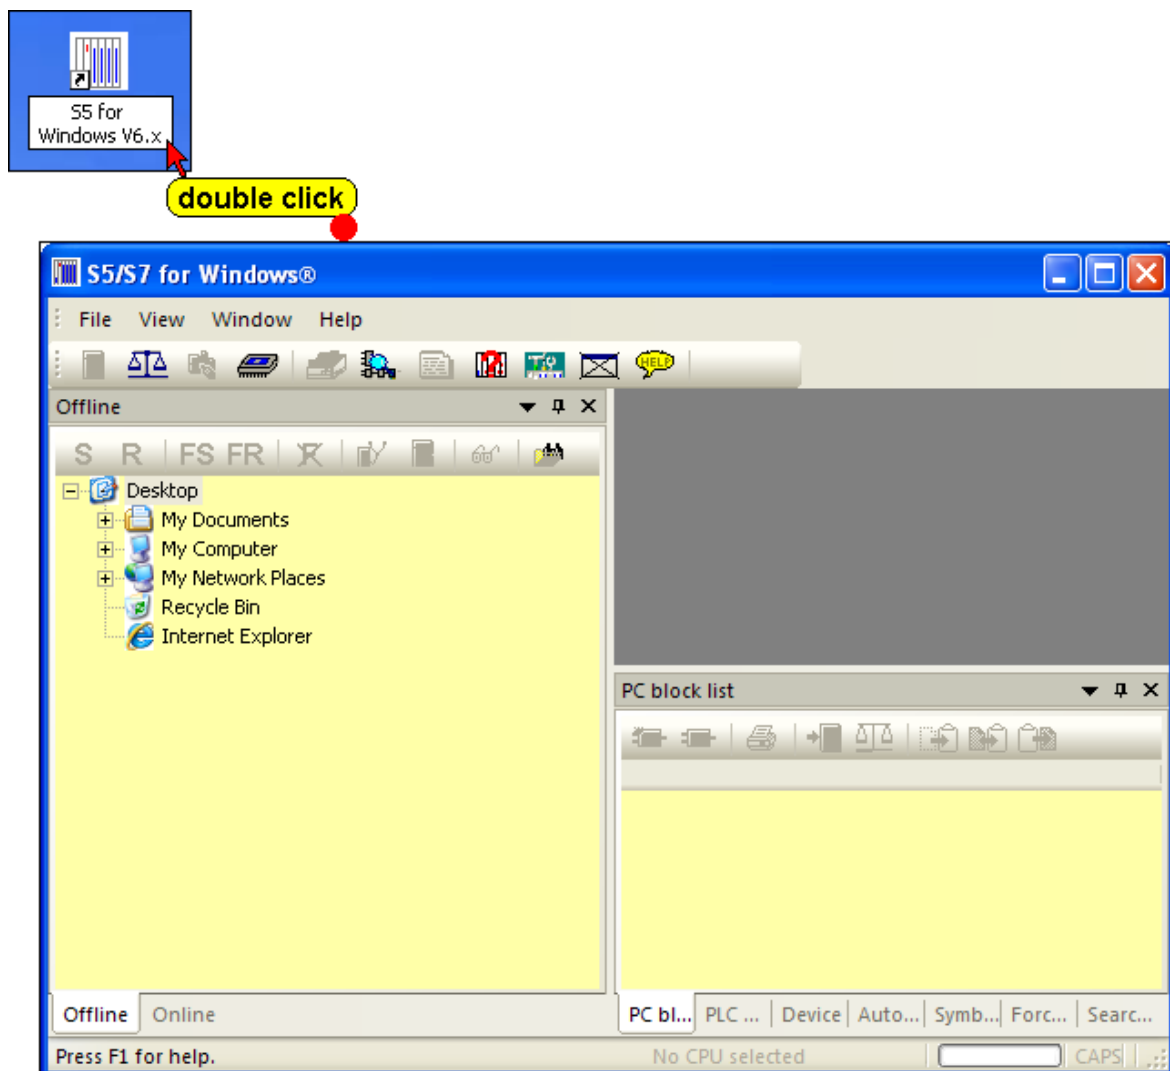 S5 for
Windows V6.x
double click
S5/S7 for Windows®
File View Window Help
HELP
Offline
S R FS FR
Desktop
My Documents
My Computer
My Network Places
Recycle Bin
Internet Explorer
PC block list
Offline Online
PC bl... PLC ... Device Auto... Symb... Forc... Searc...
Press F1 for help. No CPU selected CAPS